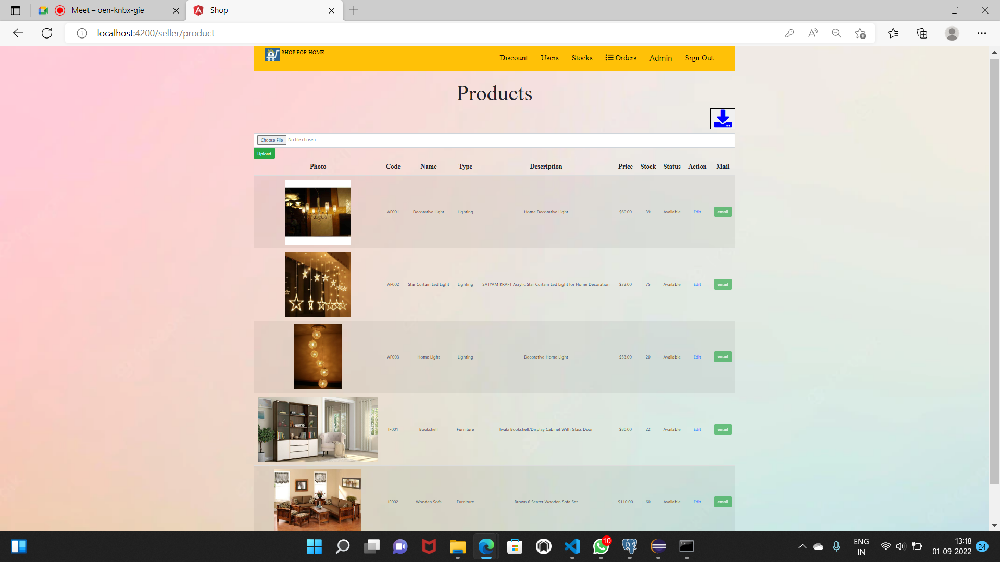 Meet – oen-knbx-gie
Shop
localhost:4200/seller/product
SHOP FOR HOME
Discount Users Stocks Orders Admin Sign Out
Products
Choose File No file chosen
Upload
Photo Code Name Type Description Price Stock Status Action Mail
AF001 Decorative Light Lighting Home Decorative Light $60.00 39 Available Edit email
AF002 Star Curtain Led Light Lighting SATYAM KRAFT Acrylic Star Curtain Led Light for Home Decoration $32.00 75 Available Edit email
AF003 Home Light Lighting Decorative Home Light $53.00 20 Available Edit email
IF001 Bookshelf Furniture Iwaki Bookshelf/Display Cabinet With Glass Door $80.00 22 Available Edit email
IF002 Wooden Sofa Furniture Brown 6 Seater Wooden Sofa Set $110.00 60 Available Edit email
10
ENG
IN
13:18
01-09-2022
24